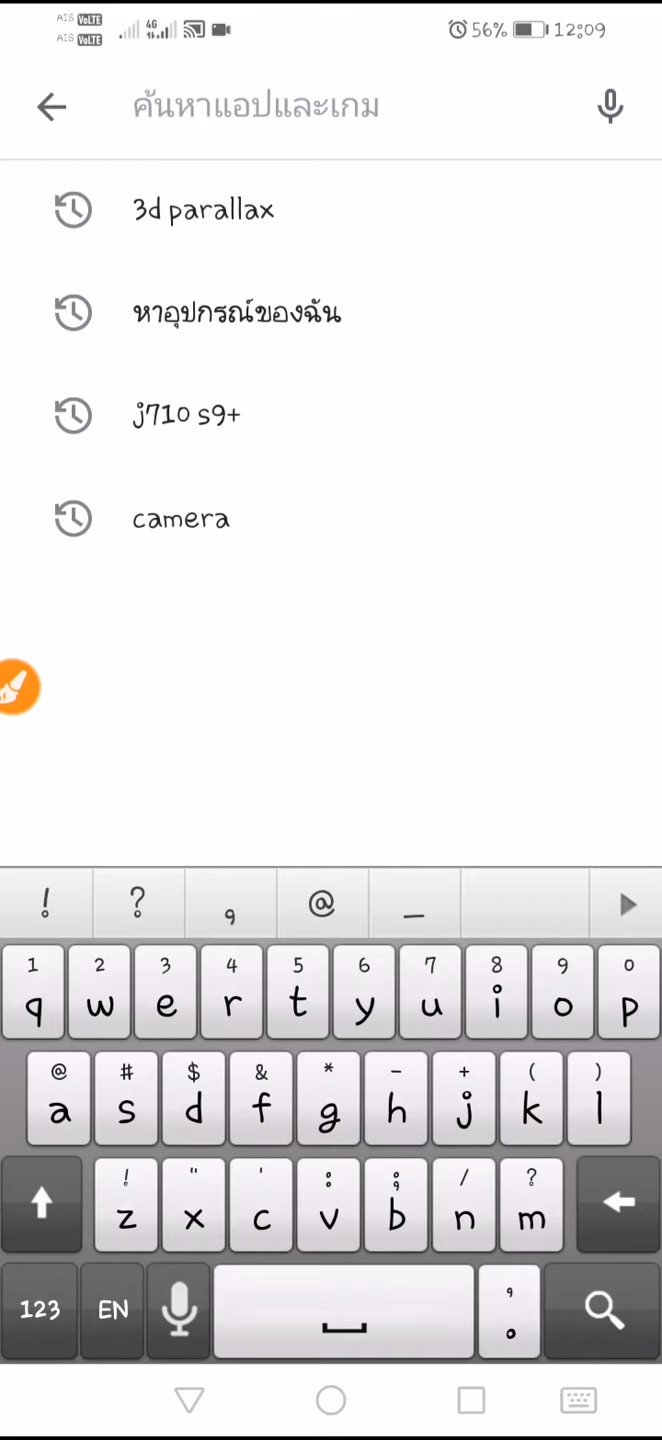 AIS VoLTE
AIS VoLTE
4G
56% 12:09
ค้นหาแอปและเกม
3d parallax
หาอุปกรณ์ของฉัน
j710 s9+
camera
! ? , @ _
1 2 3 4 5 6 7 8 9 0
q w e r t y u i o p
@ # $ & * - + ( )
a s d f g h j k l
! " ' : ; / ?
z x c v b n m
123 EN , .